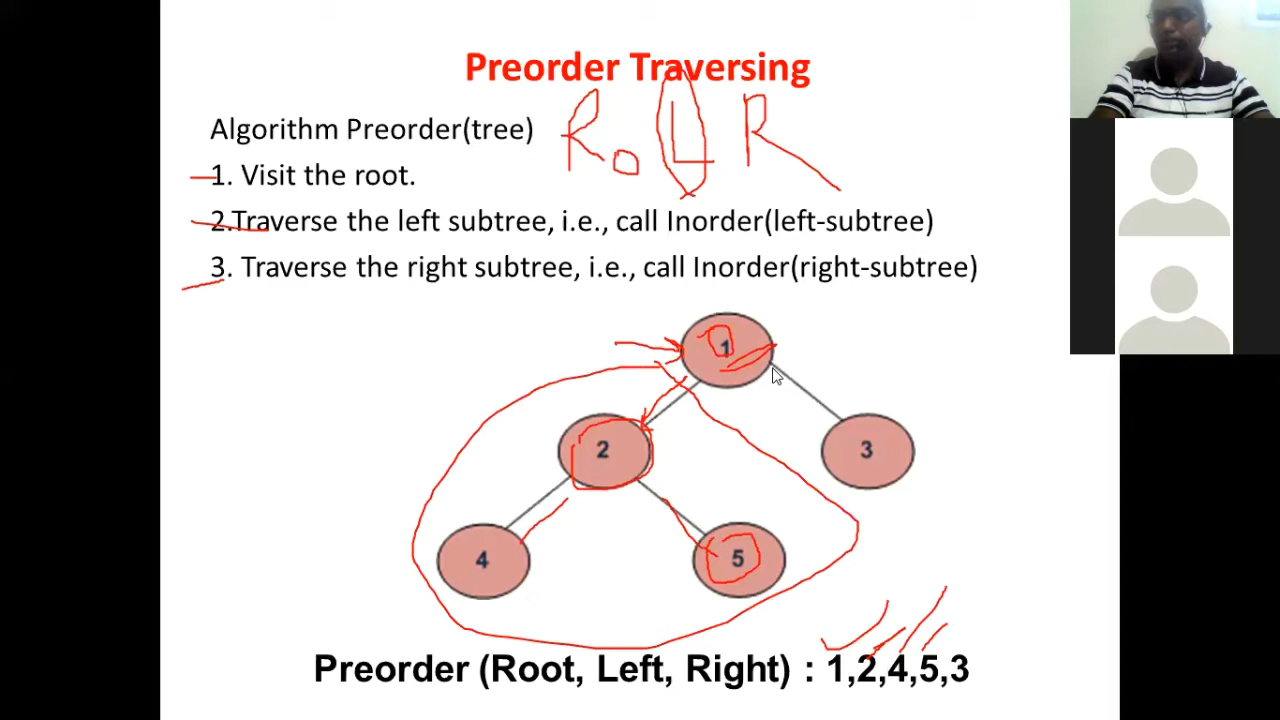 Preorder Traversing
Algorithm Preorder(tree)
Ro L R
1. Visit the root.
2.Traverse the left subtree, i.e., call Inorder(left-subtree)
3. Traverse the right subtree, i.e., call Inorder(right-subtree)
1
2
3
4
5
Preorder (Root, Left, Right) : 1,2,4,5,3